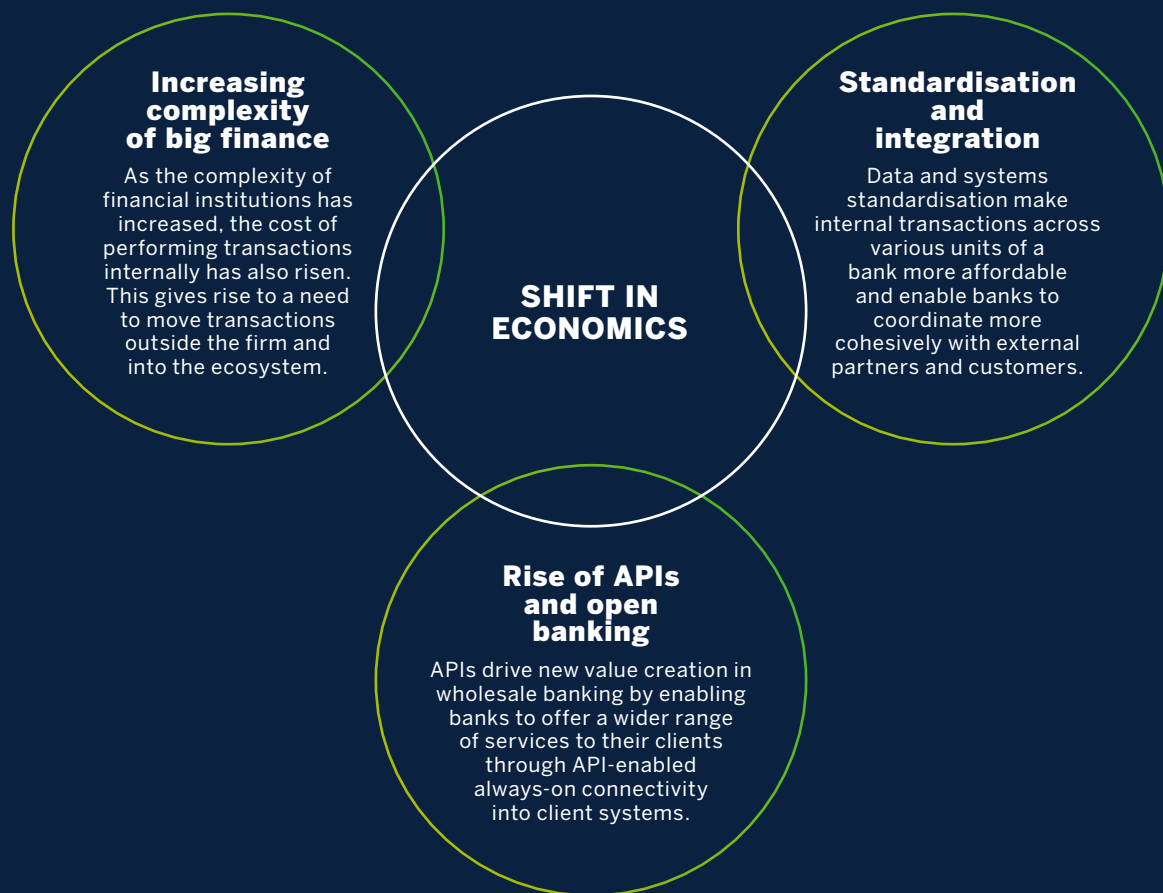 Increasing
complexity
of big finance
As the complexity of
financial institutions has
increased, the cost of
performing transactions
internally has also risen.
This gives rise to a need
to move transactions
outside the firm and
into the ecosystem.
SHIFT IN
ECONOMICS
Standardisation
and
integration
Data and systems
standardisation make
internal transactions across
various units of a
bank more affordable
and enable banks to
coordinate more
cohesively with external
partners and customers.
Rise of APIs
and open
banking
APIs drive new value creation in
wholesale banking by enabling
banks to offer a wider range
of services to their clients
through API-enabled
always-on connectivity
into client systems.